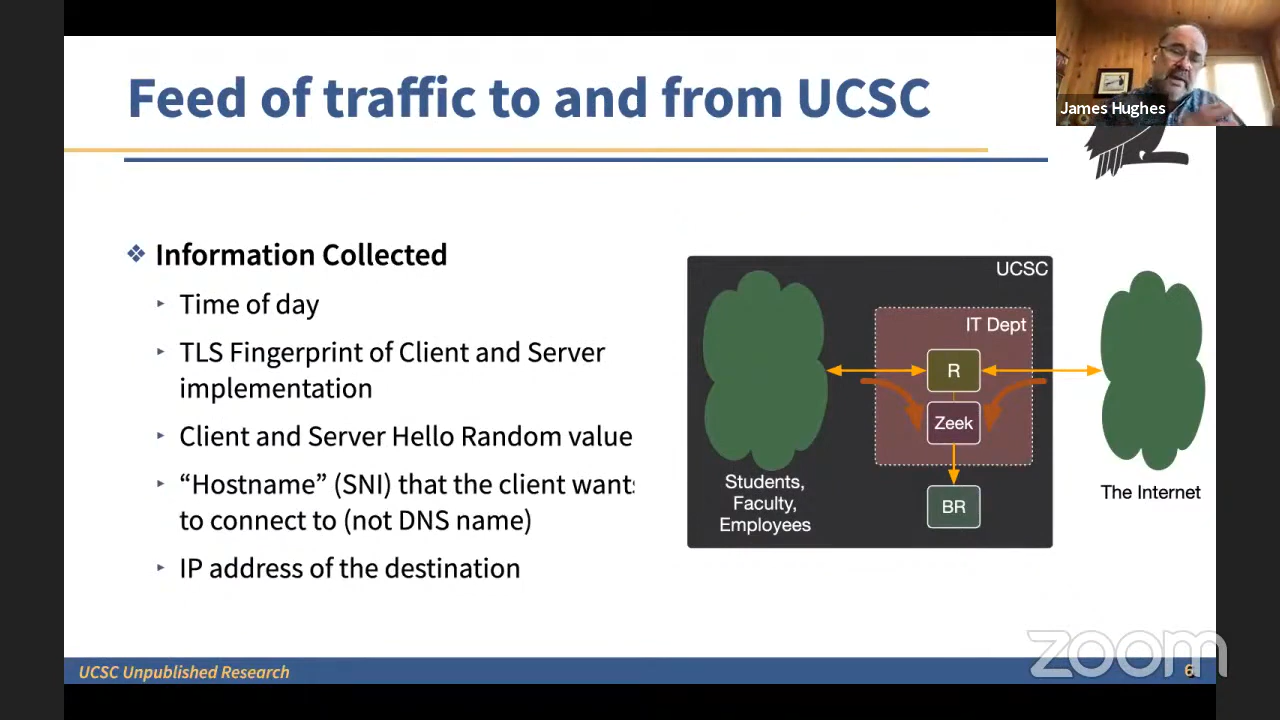 Feed of traffic to and from UCSC
James Hughes
Information Collected
Time of day
TLS Fingerprint of Client and Server
implementation
Client and Server Hello Random value
“Hostname” (SNI) that the client wants
to connect to (not DNS name)
IP address of the destination
UCSC
IT Dept
R
Zeek
BR
Students,
Faculty,
Employees
The Internet
UCSC Unpublished Research
zoom
6